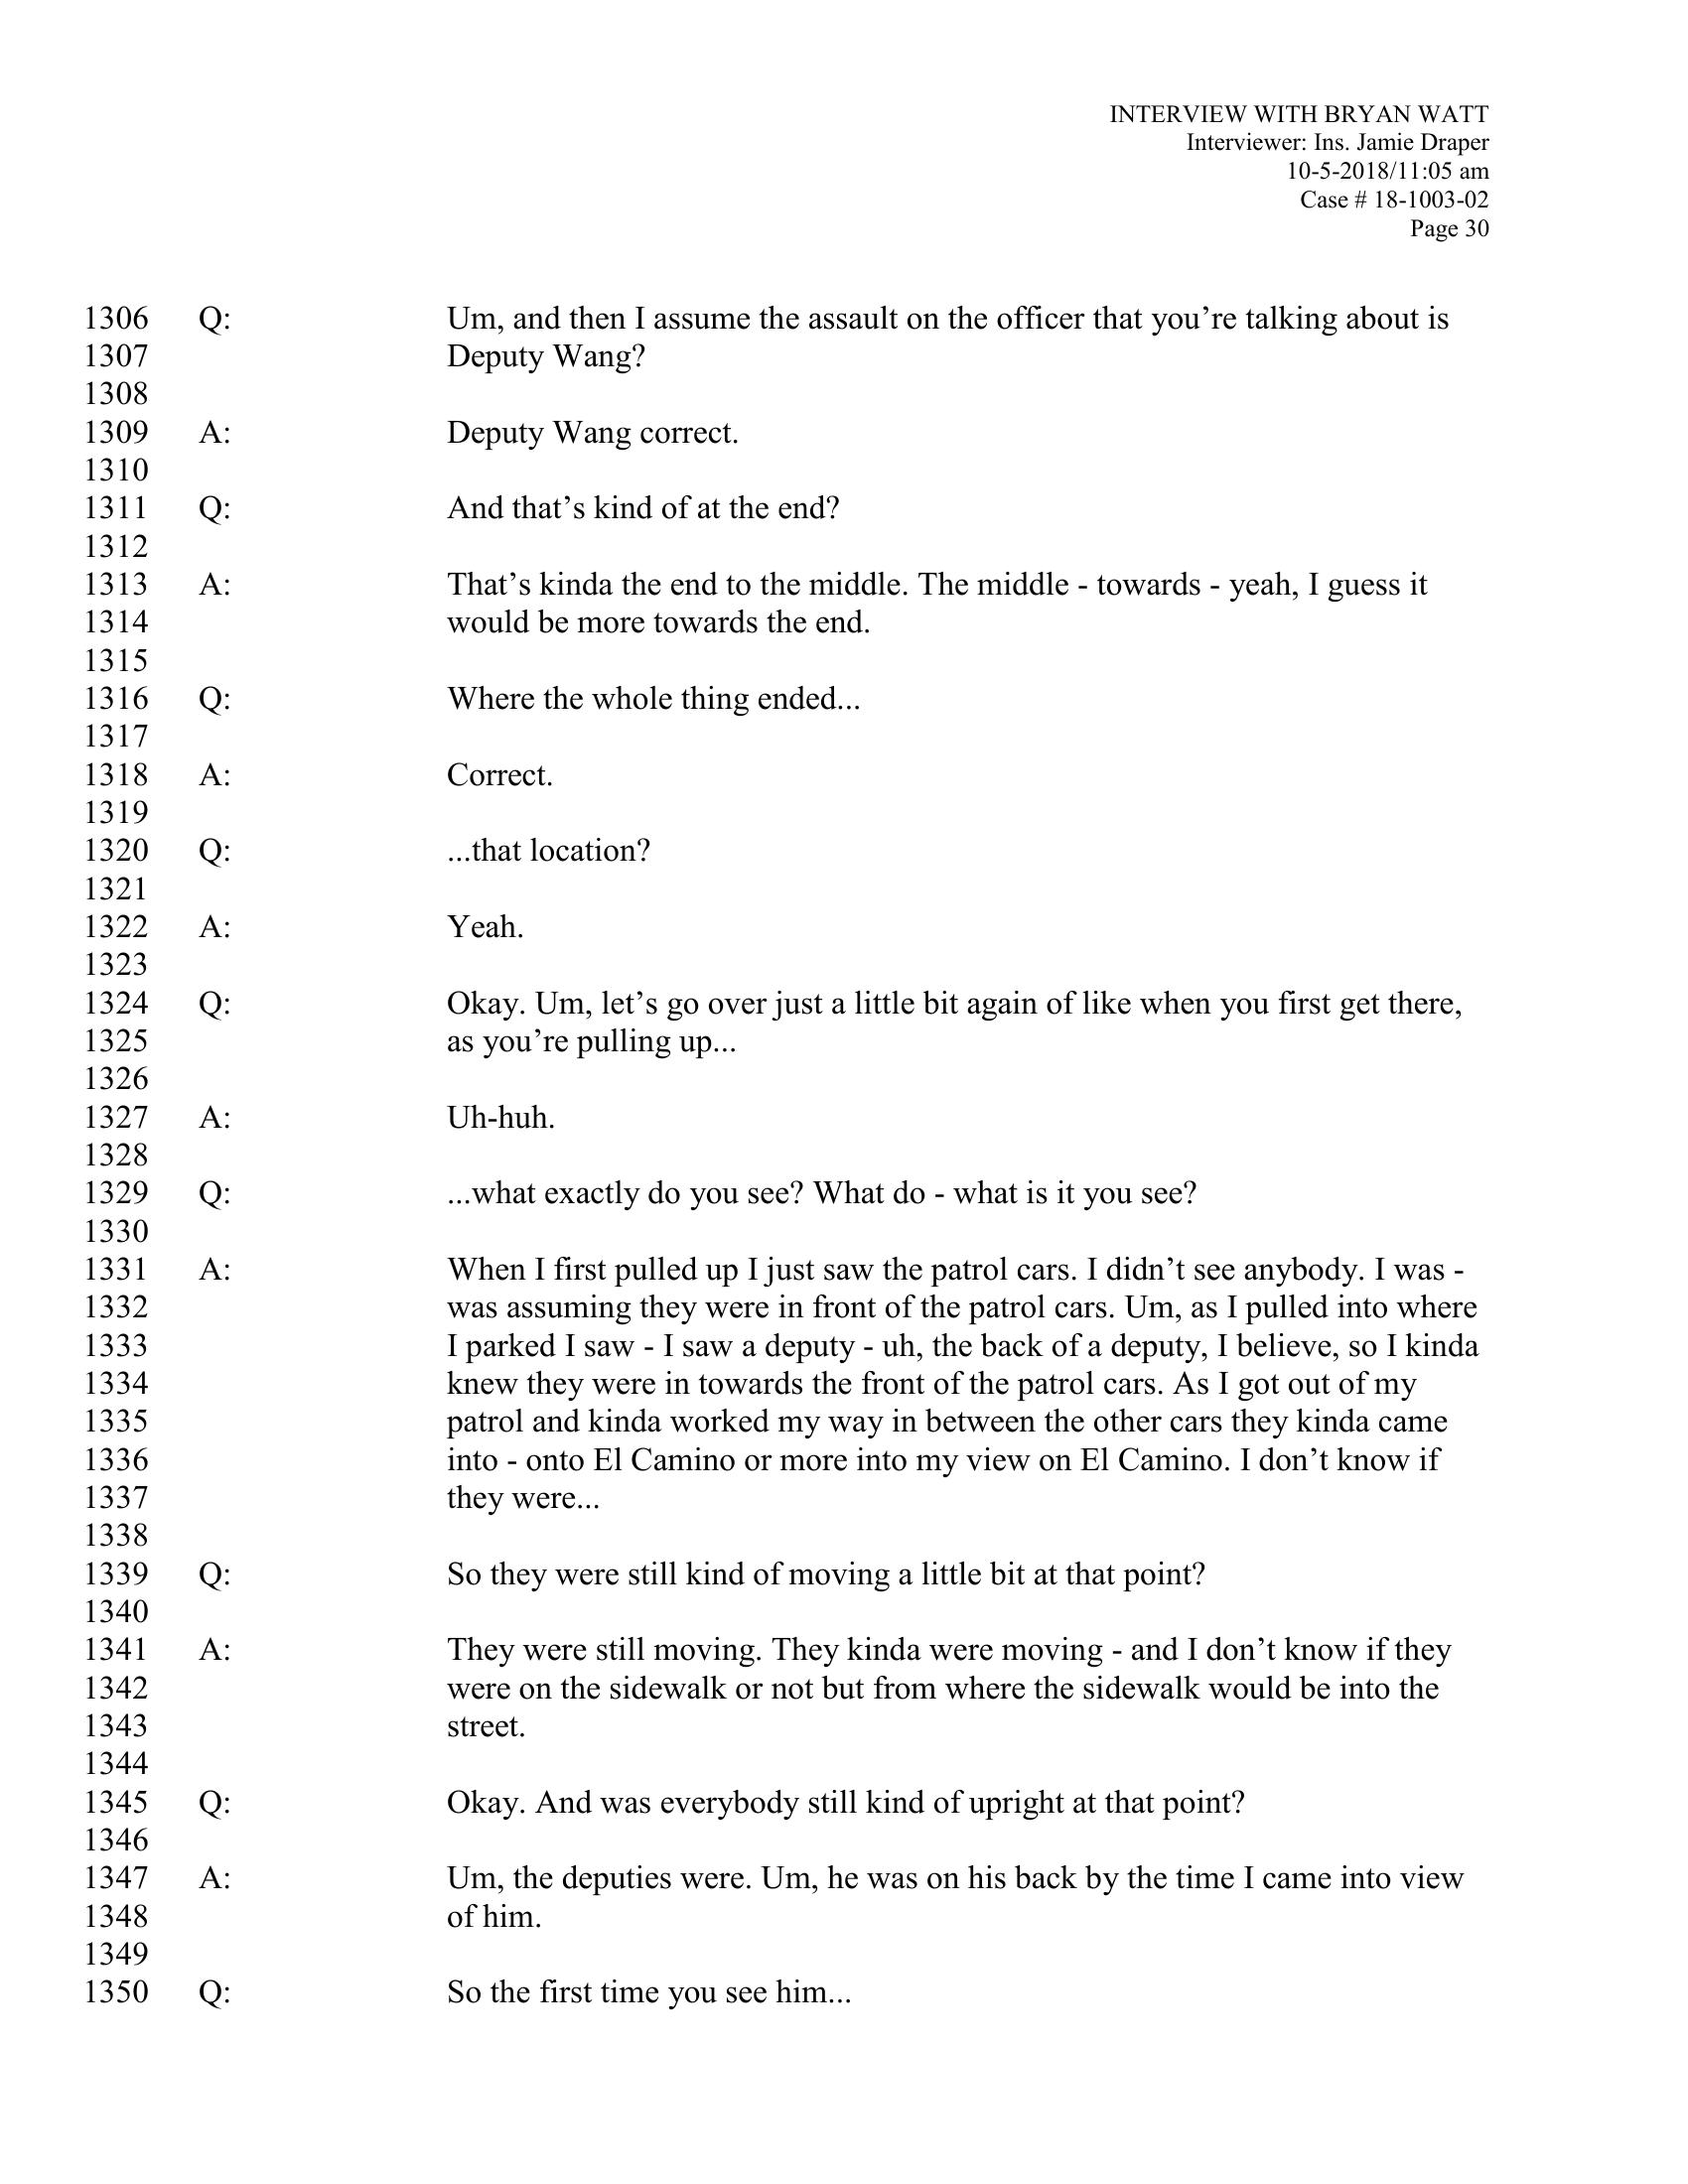 INTERVIEW WITH BRYAN WATT
Interviewer: Ins. Jamie Draper
10-5-2018/11:05 am
Case # 18-1003-02
Page 30
1306 Q: Um, and then I assume the assault on the officer that you’re talking about is
1307 Deputy Wang?
1308
1309 A: Deputy Wang correct.
1310
1311 Q: And that’s kind of at the end?
1312
1313 A: That’s kinda the end to the middle. The middle - towards - yeah, I guess it
1314 would be more towards the end.
1315
1316 Q: Where the whole thing ended...
1317
1318 A: Correct.
1319
1320 Q: ...that location?
1321
1322 A: Yeah.
1323
1324 Q: Okay. Um, let’s go over just a little bit again of like when you first get there,
1325 as you’re pulling up...
1326
1327 A: Uh-huh.
1328
1329 Q: ...what exactly do you see? What do - what is it you see?
1330
1331 A: When I first pulled up I just saw the patrol cars. I didn’t see anybody. I was -
1332 was assuming they were in front of the patrol cars. Um, as I pulled into where
1333 I parked I saw - I saw a deputy - uh, the back of a deputy, I believe, so I kinda
1334 knew they were in towards the front of the patrol cars. As I got out of my
1335 patrol and kinda worked my way in between the other cars they kinda came
1336 into - onto El Camino or more into my view on El Camino. I don’t know if
1337 they were...
1338
1339 Q: So they were still kind of moving a little bit at that point?
1340
1341 A: They were still moving. They kinda were moving - and I don’t know if they
1342 were on the sidewalk or not but from where the sidewalk would be into the
1343 street.
1344
1345 Q: Okay. And was everybody still kind of upright at that point?
1346
1347 A: Um, the deputies were. Um, he was on his back by the time I came into view
1348 of him.
1349
1350 Q: So the first time you see him...